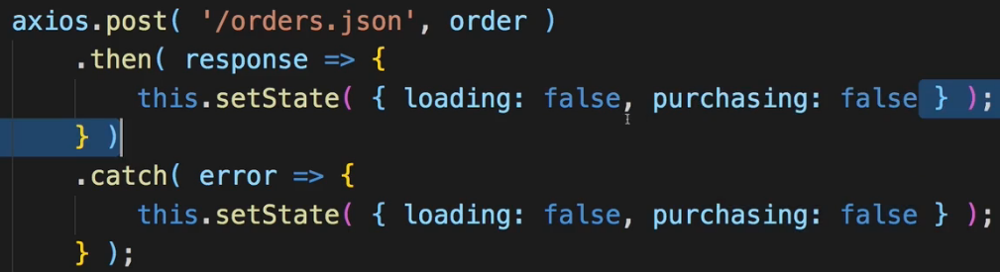 axios.post( '/orders.json', order )
.then( response => {
this.setState( { loading: false, purchasing: false } );
} )
.catch( error => {
this.setState( { loading: false, purchasing: false } );
} );